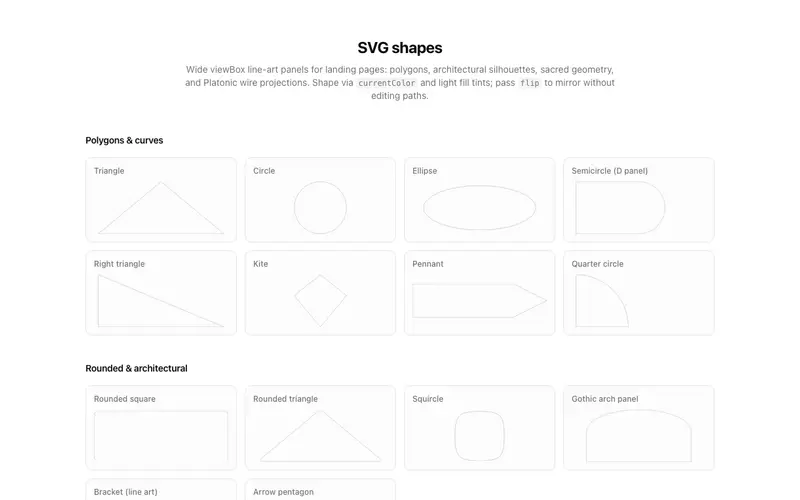 SVG shapes
Wide viewBox line-art panels for landing pages: polygons, architectural silhouettes, sacred geometry,
and Platonic wire projections. Shape via currentColor and light fill tints; pass flip to mirror without
editing paths.
Polygons & curves
Triangle
Circle
Ellipse
Semicircle (D panel)
Right triangle
Kite
Pennant
Quarter circle
Rounded & architectural
Rounded square
Rounded triangle
Squircle
Gothic arch panel
Bracket (line art)
Arrow pentagon